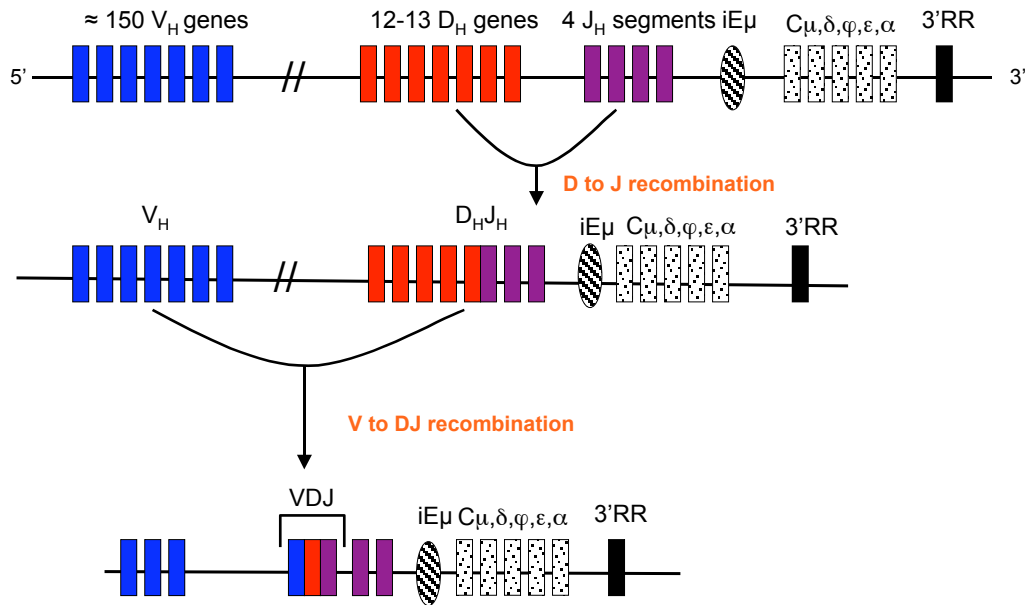 ≈ 150 VH genes 12-13 DH genes 4 JH segments iEμ Cμ,δ,φ,ε,α 3'RR
5' // 3'
D to J recombination
VH DHJH iEμ Cμ,δ,φ,ε,α 3'RR
//
V to DJ recombination
VDJ iEμ Cμ,δ,φ,ε,α 3'RR